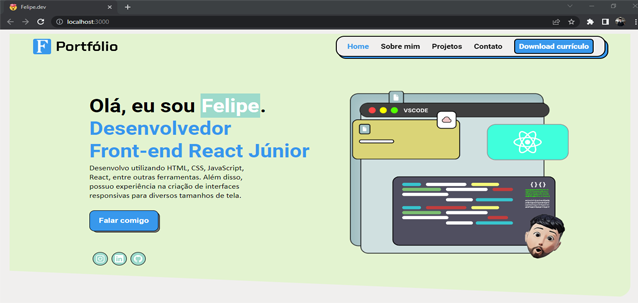 Felipe.dev
localhost:3000
F Portfólio
Home Sobre mim Projetos Contato Download currículo
Olá, eu sou Felipe.
Desenvolvedor
Front-end React Júnior
Desenvolvo utilizando HTML, CSS, JavaScript,
React, entre outras ferramentas. Além disso,
possuo experiência na criação de interfaces
responsivas para diversos tamanhos de tela.
Falar comigo
in
VSCODE
{ }